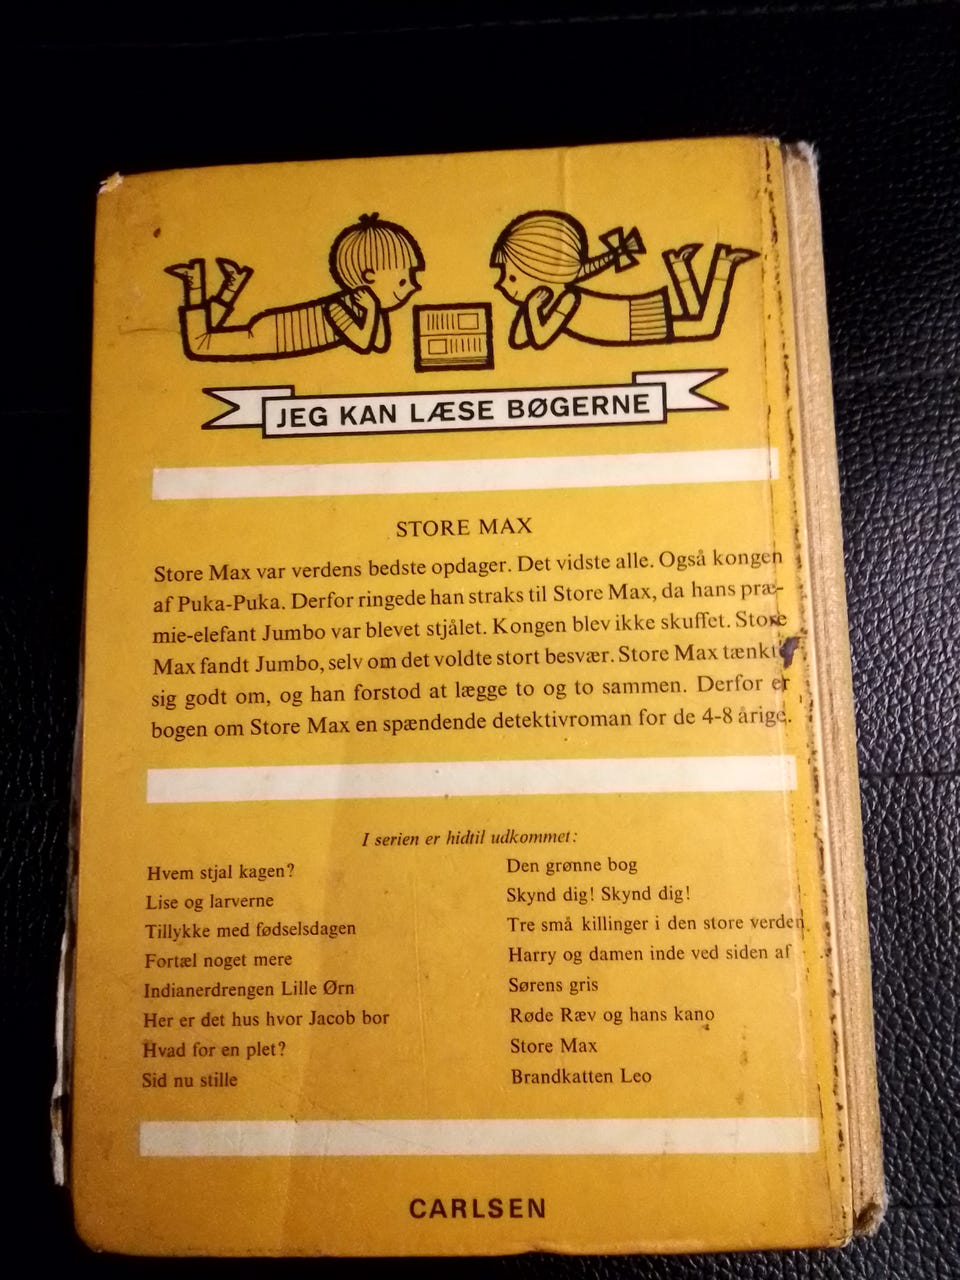 JEG KAN LÆSE BØGERNE
STORE MAX
Store Max var verdens bedste opdager. Det vidste alle. Også kongen
af Puka-Puka. Derfor ringede han straks til Store Max, da hans præ-
mie-elefant Jumbo var blevet stjålet. Kongen blev ikke skuffet. Store
Max fandt Jumbo, selv om det voldte stort besvær. Store Max tænkte
sig godt om, og han forstod at lægge to og to sammen. Derfor er
bogen om Store Max en spændende detektivroman for de 4-8 årige.
I serien er hidtil udkommet:
Hvem stjal kagen?
Lise og larverne
Tillykke med fødselsdagen
Fortæl noget mere
Indianerdrengen Lille Ørn
Her er det hus hvor Jacob bor
Hvad for en plet?
Sid nu stille
Den grønne bog
Skynd dig! Skynd dig!
Tre små killinger i den store verden
Harry og damen inde ved siden af
Sørens gris
Røde Ræv og hans kano
Store Max
Brandkatten Leo
CARLSEN